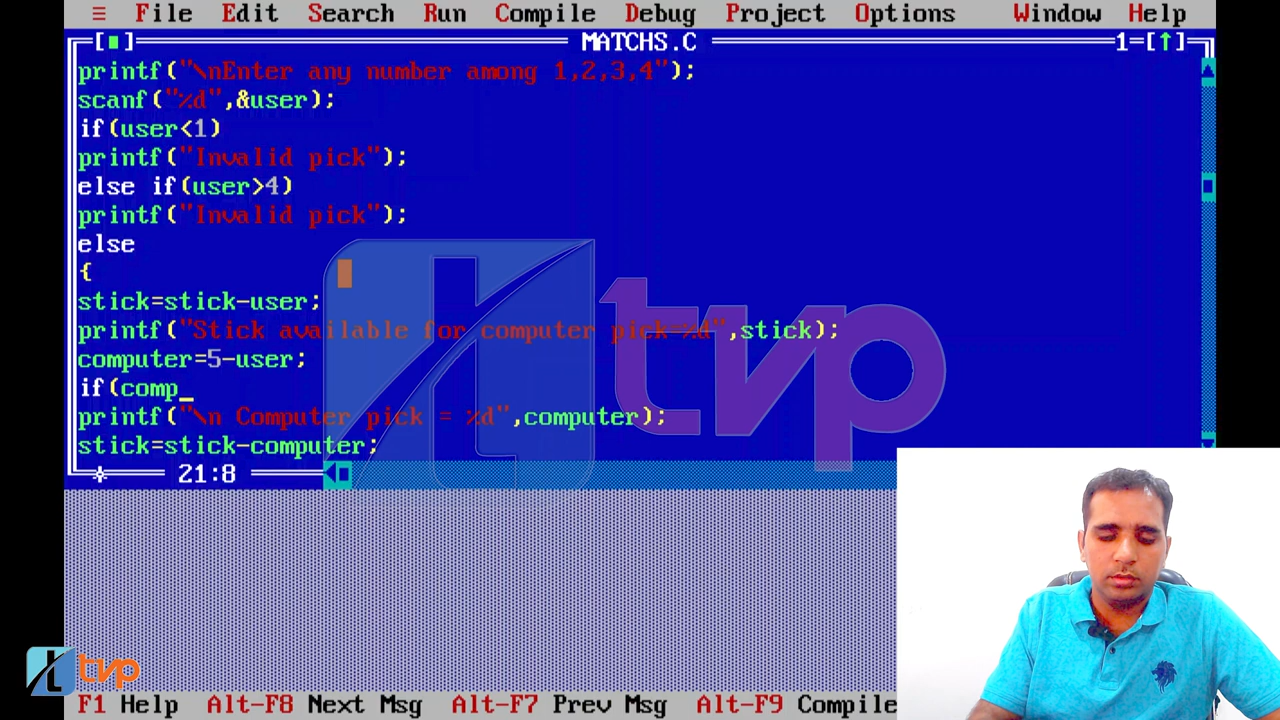 ≡ File Edit Search Run Compile Debug Project Options Window Help
[■] MATCHS.C 1=[↑]
printf("\nEnter any number among 1,2,3,4");
scanf("%d",&user);
if(user<1)
printf("Invalid pick");
else if(user>4)
printf("Invalid pick");
else
{
stick=stick-user;
printf("Stick available for computer pick=%d",stick);
computer=5-user;
if(comp_
printf("\n Computer pick = %d",computer);
stick=stick-computer;
21:8
t tvp
t tvp
F1 Help Alt-F8 Next Msg Alt-F7 Prev Msg Alt-F9 Compile